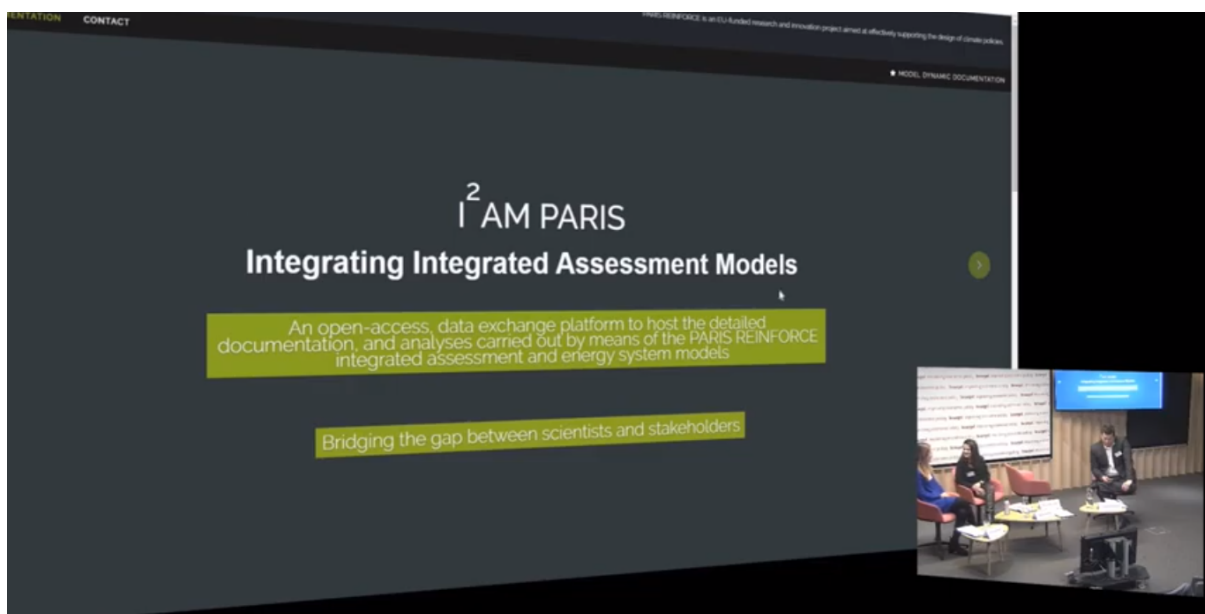 ENTATION CONTACT
PARIS REINFORCE is an EU-funded research and innovation project aimed at effectively supporting the design of climate policies
MODEL DYNAMIC DOCUMENTATION
I² AM PARIS
Integrating Integrated Assessment Models
An open-access, data exchange platform to host the detailed
documentation, and analyses carried out by means of the PARIS REINFORCE
integrated assessment and energy system models
Bridging the gap between scientists and stakeholders